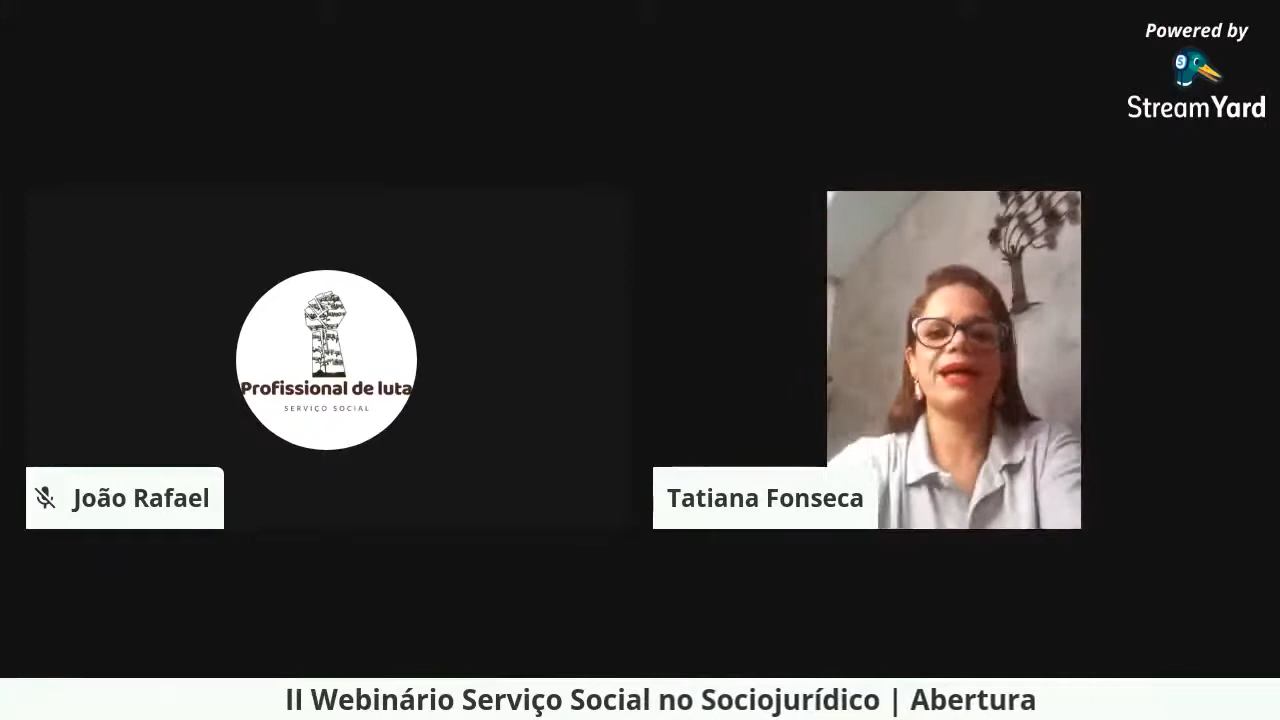 Powered by
StreamYard
Profissional de luta
SERVIÇO SOCIAL
João Rafael
Tatiana Fonseca
II Webinário Serviço Social no Sociojurídico | Abertura